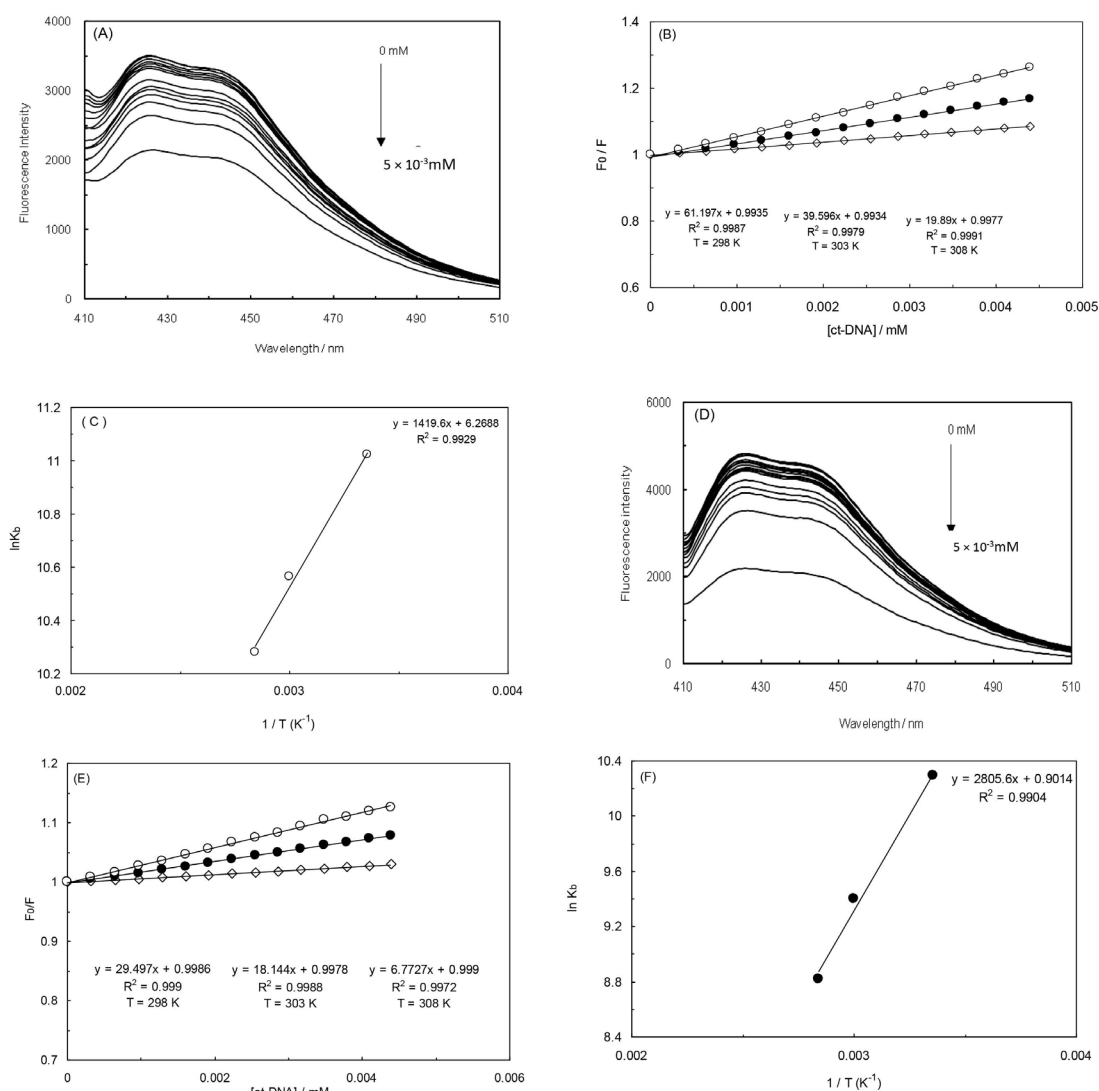 (A)
4000
3000
2000
1000
0
Fluorescence Intensity
0 mM
5 × 10-3mM
410 430 450 470 490 510
Wavelength / nm
(B)
1.4
1.2
1.0
0.8
0.6
F0 / F
y = 61.197x + 0.9935 y = 39.596x + 0.9934 y = 19.89x + 0.9977
R2 = 0.9987 R2 = 0.9979 R2 = 0.9991
T = 298 K T = 303 K T = 308 K
0 0.001 0.002 0.003 0.004 0.005
[ct-DNA] / mM
( C )
11.2
11
10.8
10.6
10.4
10.2
lnKb
y = 1419.6x + 6.2688
R2 = 0.9929
0.002 0.003 0.004
1 / T (K-1)
(D)
6000
4000
2000
0
Fluorescence intensity
0 mM
5 × 10-3mM
410 430 450 470 490 510
Wavelength / nm
(E)
1.2
1.1
1
0.9
0.8
0.7
F0/F
y = 29.497x + 0.9986 y = 18.144x + 0.9978 y = 6.7727x + 0.999
R2 = 0.999 R2 = 0.9988 R2 = 0.9972
T = 298 K T = 303 K T = 308 K
0 0.002 0.004 0.006
[ct-DNA] / mM
(F)
10.4
9.6
8.8
8.4
ln Kb
y = 2805.6x + 0.9014
R2 = 0.9904
0.002 0.003 0.004
1 / T (K-1)